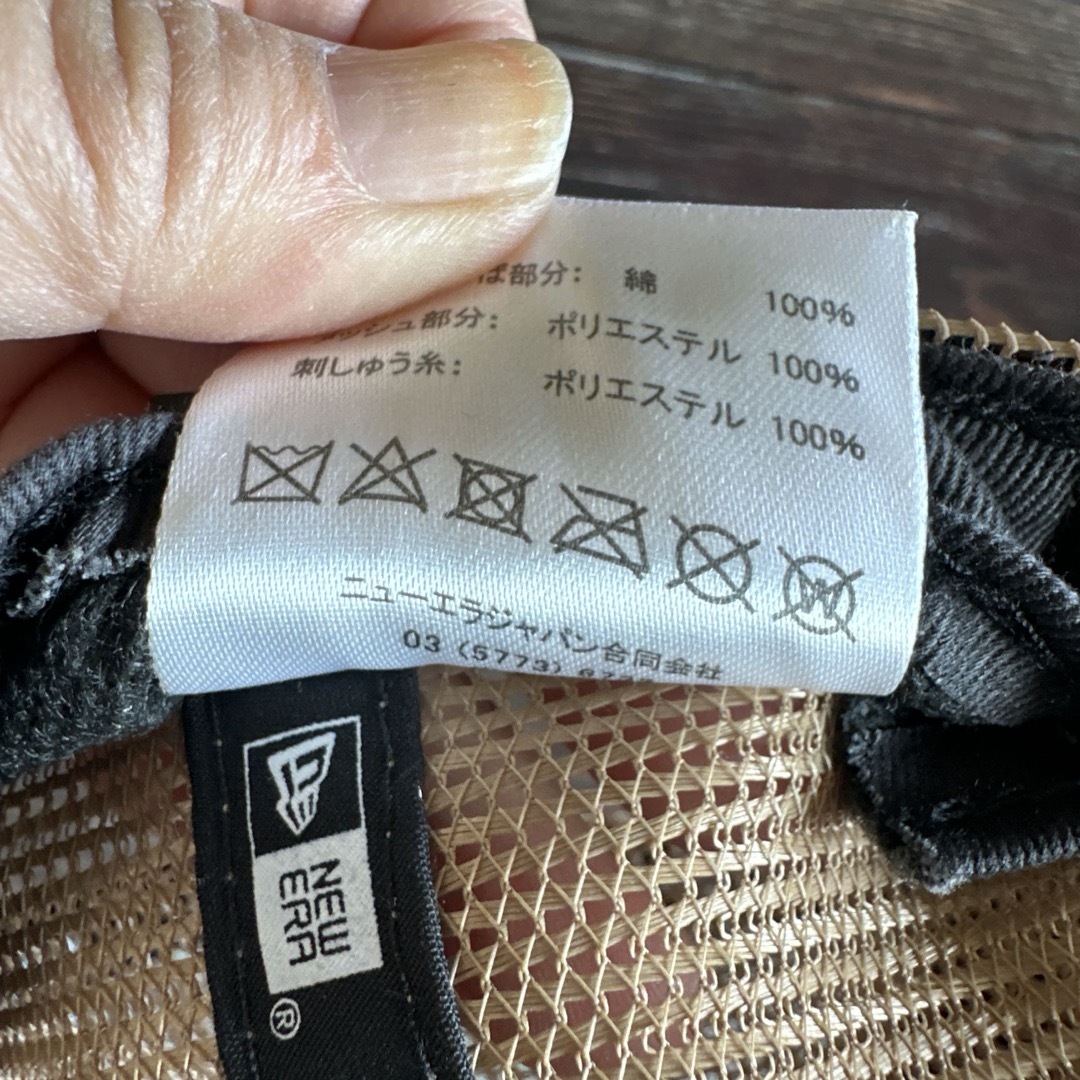 ば部分: 綿 100%
ッシュ部分: ポリエステル 100%
刺しゅう糸: ポリエステル 100%
ニューエラジャパン合同会社
03 (5773)
NEW
ERA
®